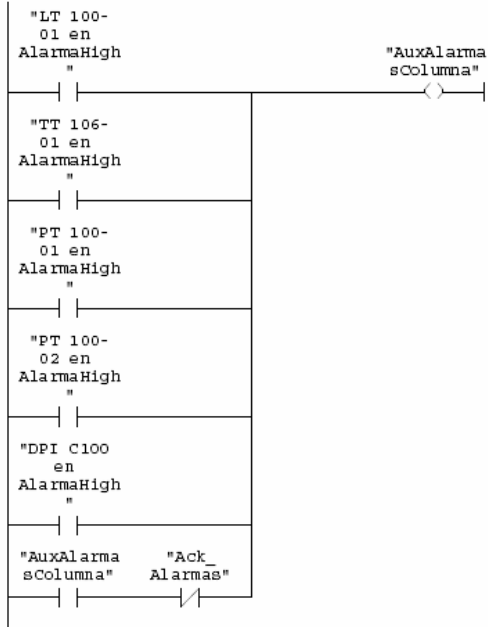 "LT 100-
01 en
AlarmaHigh
"
"AuxAlarma
sColumna"
"TT 106-
01 en
AlarmaHigh
"
"PT 100-
01 en
AlarmaHigh
"
"PT 100-
02 en
AlarmaHigh
"
"DPI C100
en
AlarmaHigh
"
"AuxAlarma
sColumna"
"Ack_
Alarmas"